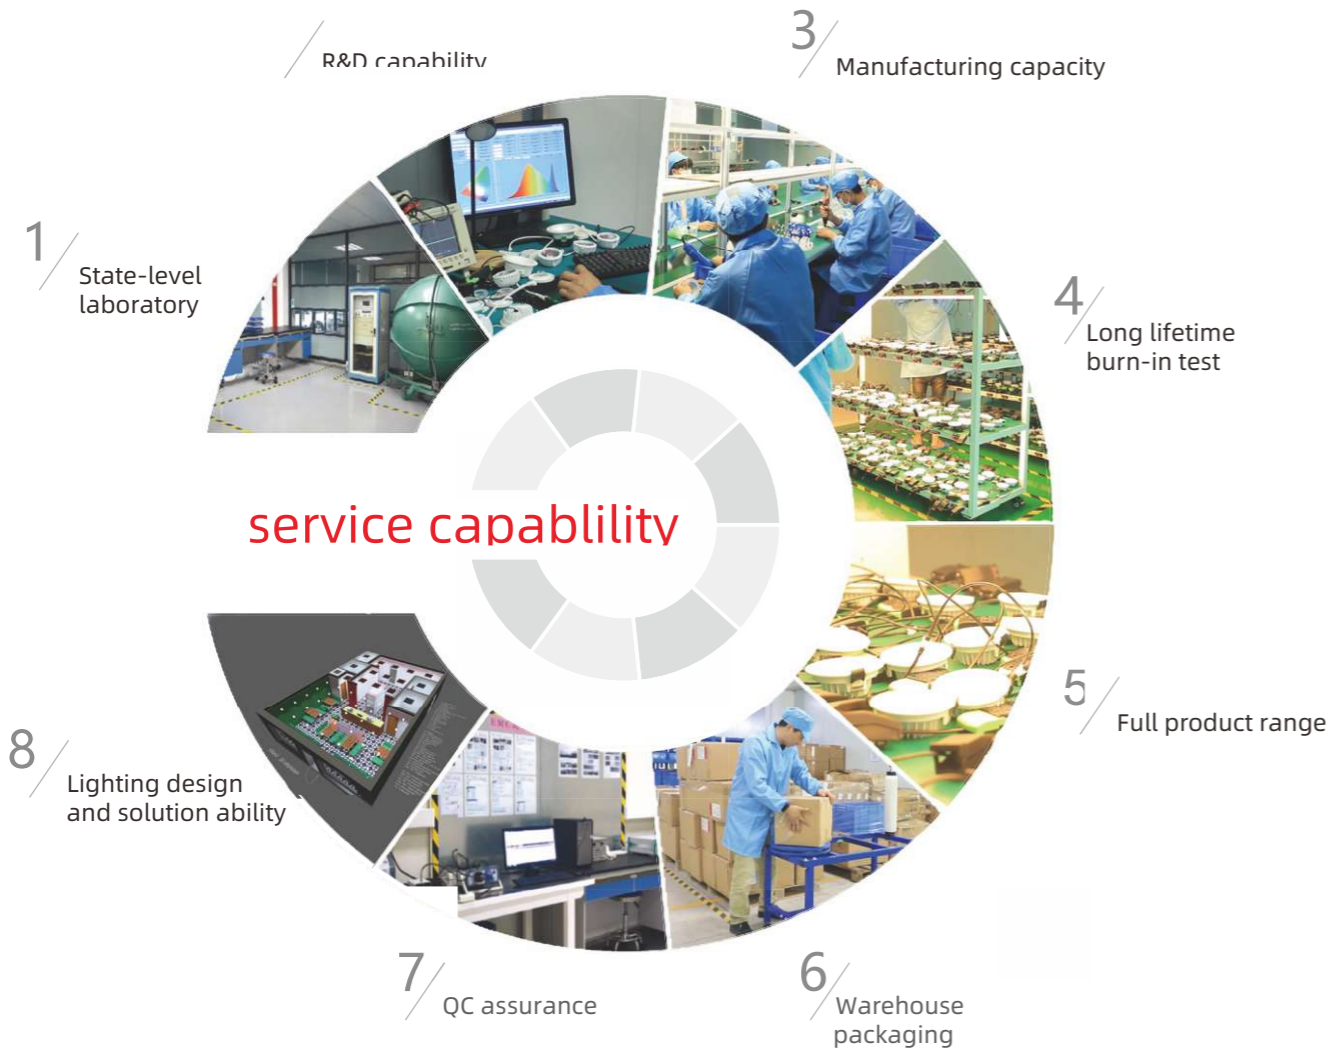 R&D capability
3
Manufacturing capacity
1
State-level
laboratory
4
Long lifetime
burn-in test
service capablility
5
Full product range
8
Lighting design
and solution ability
7
QC assurance
6
Warehouse
packaging